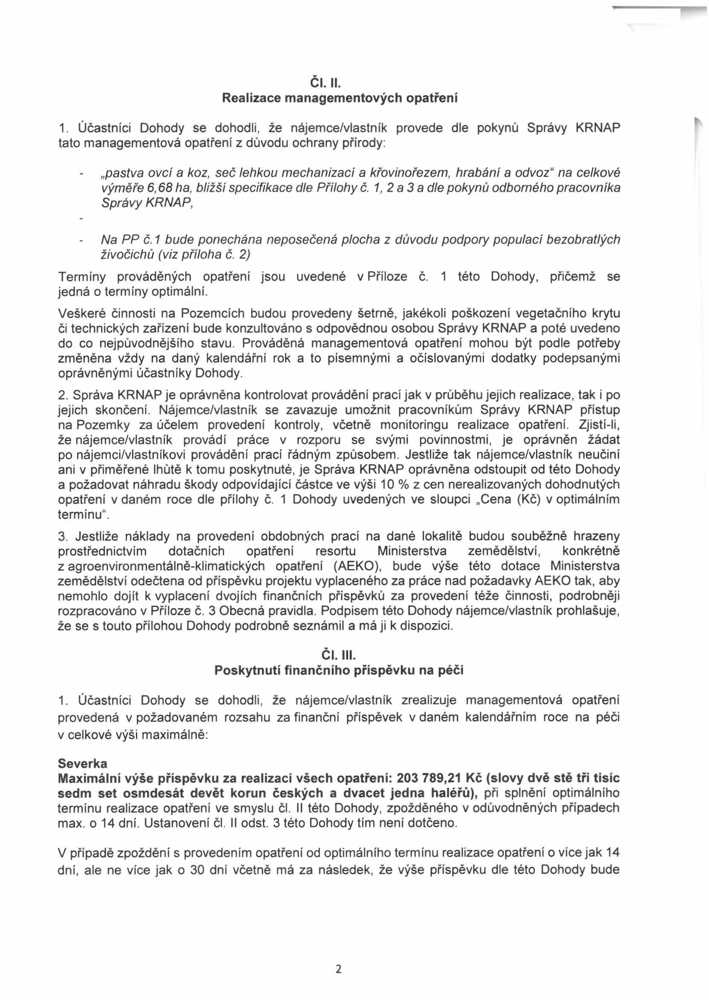 Čl. II.
Realizace managementových opatření
1. Účastníci Dohody se dohodli, že nájemce/vlastník provede dle pokynů Správy KRNAP
tato managementová opatření z důvodu ochrany přírody:
- „pastva ovcí a koz, seč lehkou mechanizací a křovinořezem, hrabání a odvoz“ na celkové
výměře 6,68 ha, bližší specifikace dle Přílohy č. 1, 2 a 3 a dle pokynů odborného pracovníka
Správy KRNAP,
-
- Na PP č.1 bude ponechána neposečená plocha z důvodu podpory populací bezobratlých
živočichů (viz příloha č. 2)
Termíny prováděných opatření jsou uvedené v Příloze č. 1 této Dohody, přičemž se
jedná o termíny optimální.
Veškeré činnosti na Pozemcích budou provedeny šetrně, jakékoli poškození vegetačního krytu
či technických zařízení bude konzultováno s odpovědnou osobou Správy KRNAP a poté uvedeno
do co nejpůvodnějšího stavu. Prováděná managementová opatření mohou být podle potřeby
změněna vždy na daný kalendářní rok a to písemnými a očíslovanými dodatky podepsanými
oprávněnými účastníky Dohody.
2. Správa KRNAP je oprávněna kontrolovat provádění prací jak v průběhu jejich realizace, tak i po
jejich skončení. Nájemce/vlastník se zavazuje umožnit pracovníkům Správy KRNAP přístup
na Pozemky za účelem provedení kontroly, včetně monitoringu realizace opatření. Zjistí-li,
že nájemce/vlastník provádí práce v rozporu se svými povinnostmi, je oprávněn žádat
po nájemci/vlastníkovi provádění prací řádným způsobem. Jestliže tak nájemce/vlastník neučiní
ani v přiměřené lhůtě k tomu poskytnuté, je Správa KRNAP oprávněna odstoupit od této Dohody
a požadovat náhradu škody odpovídající částce ve výši 10 % z cen nerealizovaných dohodnutých
opatření v daném roce dle přílohy č. 1 Dohody uvedených ve sloupci „Cena (Kč) v optimálním
termínu“.
3. Jestliže náklady na provedení obdobných prací na dané lokalitě budou souběžně hrazeny
prostřednictvím dotačních opatření resortu Ministerstva zemědělství, konkrétně
z agroenvironmentálně-klimatických opatření (AEKO), bude výše této dotace Ministerstva
zemědělství odečtena od příspěvku projektu vyplaceného za práce nad požadavky AEKO tak, aby
nemohlo dojít k vyplacení dvojích finančních příspěvků za provedení téže činnosti, podrobněji
rozpracováno v Příloze č. 3 Obecná pravidla. Podpisem této Dohody nájemce/vlastník prohlašuje,
že se s touto přílohou Dohody podrobně seznámil a má ji k dispozici.
Čl. III.
Poskytnutí finančního příspěvku na péči
1. Účastníci Dohody se dohodli, že nájemce/vlastník zrealizuje managementová opatření
provedená v požadovaném rozsahu za finanční příspěvek v daném kalendářním roce na péči
v celkové výši maximálně:
Severka
Maximální výše příspěvku za realizaci všech opatření: 203 789,21 Kč (slovy dvě stě tři tisíc
sedm set osmdesát devět korun českých a dvacet jedna haléřů), při splnění optimálního
termínu realizace opatření ve smyslu čl. II této Dohody, zpožděného v odůvodněných případech
max. o 14 dní. Ustanovení čl. II odst. 3 této Dohody tím není dotčeno.
V případě zpoždění s provedením opatření od optimálního termínu realizace opatření o více jak 14
dní, ale ne více jak o 30 dní včetně má za následek, že výše příspěvku dle této Dohody bude
2